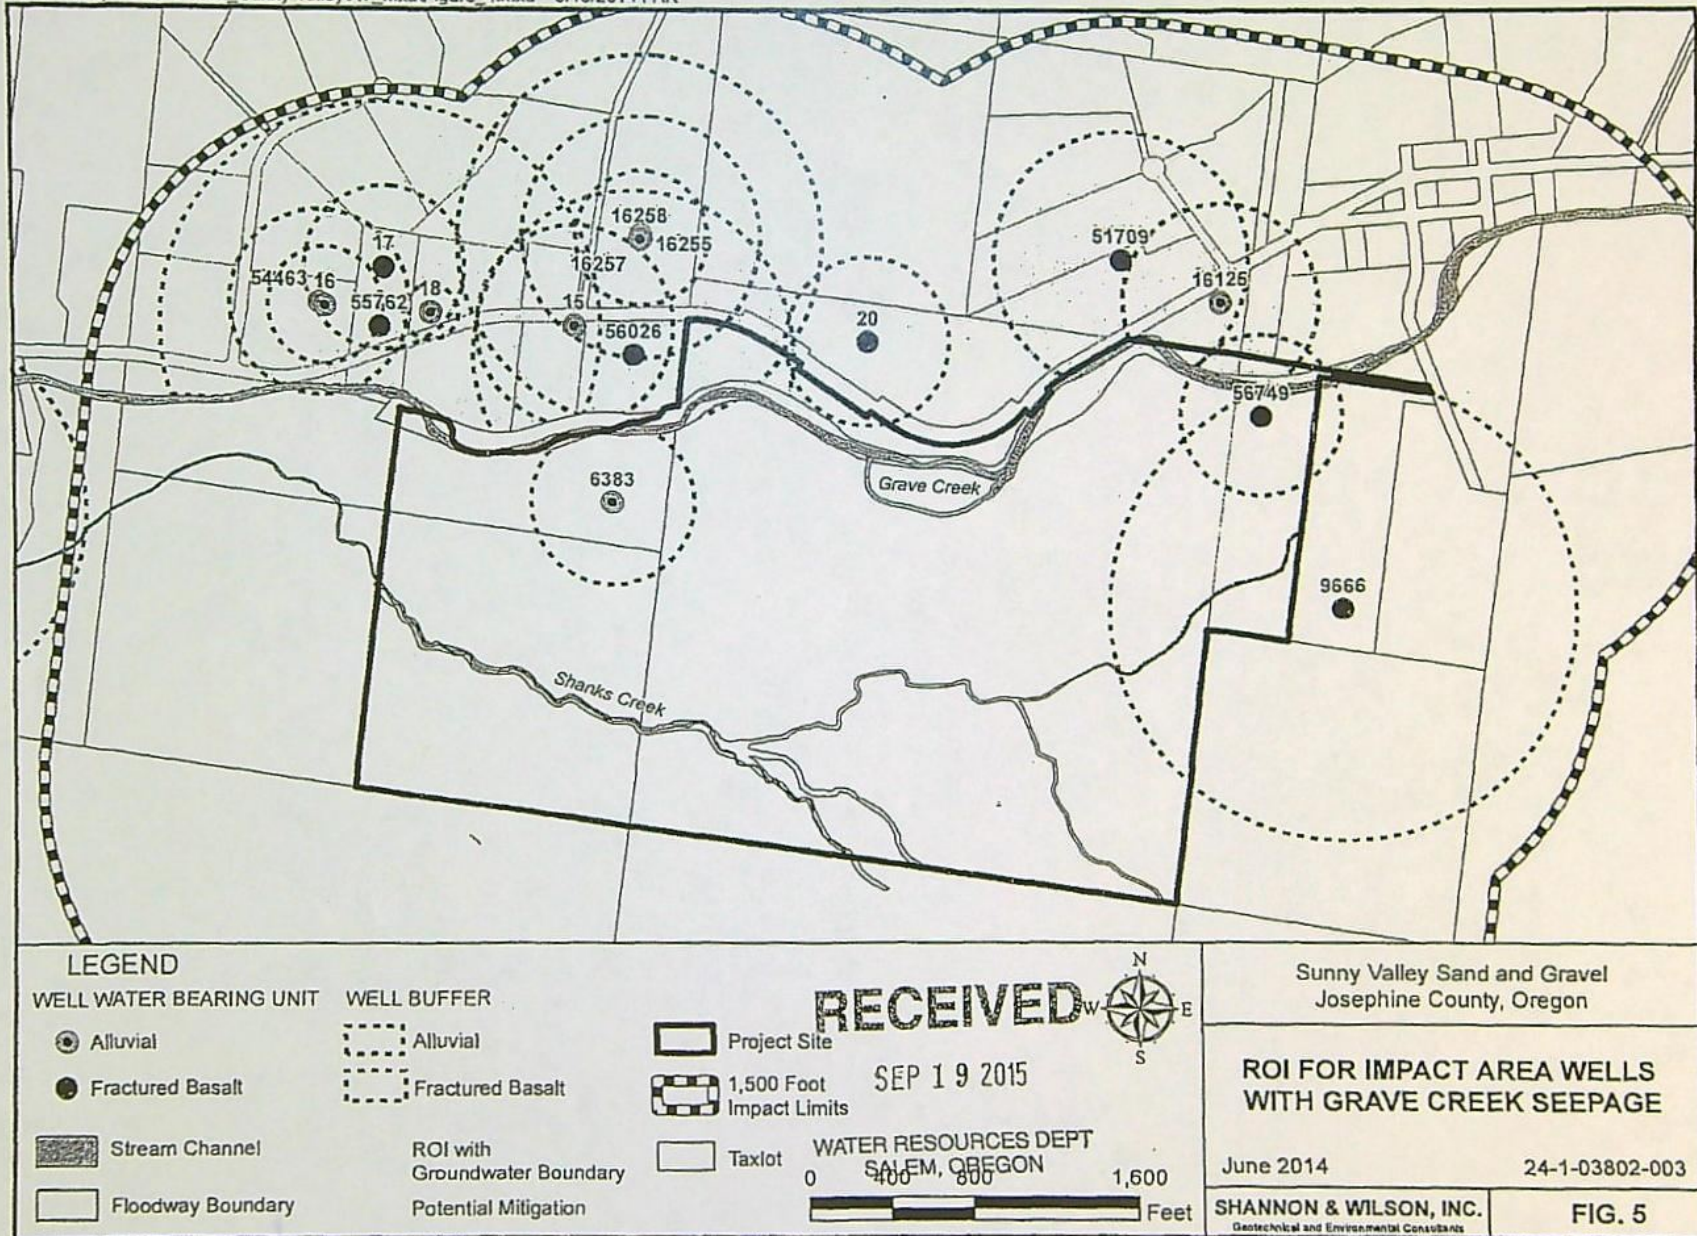 16258
16255
16257
17
54463
16
55762
18
15
56026
20
51709
16125
56749
6383
Grave Creek
9666
Shanks Creek
LEGEND
WELL WATER BEARING UNIT
Alluvial
Fractured Basalt
Stream Channel
Floodway Boundary
WELL BUFFER
Alluvial
Fractured Basalt
ROI with
Groundwater Boundary
Potential Mitigation
Project Site
1,500 Foot
Impact Limits
Taxlot
RECEIVED
SEP 19 2015
WATER RESOURCES DEPT
SALEM, OREGON
N
W
E
S
0 400 800 1,600
Feet
Sunny Valley Sand and Gravel
Josephine County, Oregon
ROI FOR IMPACT AREA WELLS
WITH GRAVE CREEK SEEPAGE
June 2014
24-1-03802-003
SHANNON & WILSON, INC.
Geotechnical and Environmental Consultants
FIG. 5